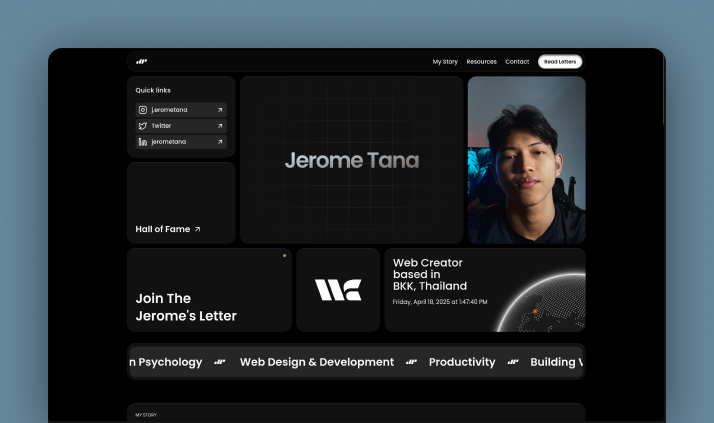 My Story
Resources
Contact
Read Letters
Quick links
j.erometana
Twitter
jerometana
Jerome Tana
Hall of Fame
Join The
Jerome's Letter
Web Creator
based in
BKK, Thailand
Friday, April 18, 2025 at 1:47:40 PM
n Psychology
Web Design & Development
Productivity
Building V
MY STORY